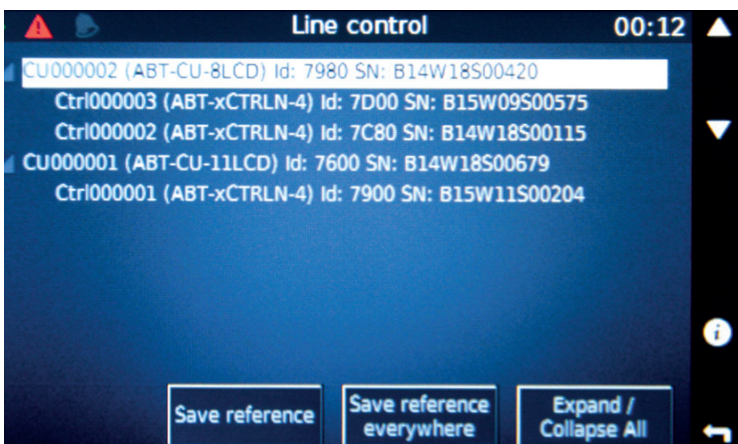 Line control 00:12
CU000002 (ABT-CU-8LCD) Id: 7980 SN: B14W18S00420
Ctrl000003 (ABT-xCTRLN-4) Id: 7D00 SN: B15W09S00575
Ctrl000002 (ABT-xCTRLN-4) Id: 7C80 SN: B14W18S00115
CU000001 (ABT-CU-11LCD) Id: 7600 SN: B14W18S00679
Ctrl000001 (ABT-xCTRLN-4) Id: 7900 SN: B15W11S00204
i
Save reference
Save reference
everywhere
Expand /
Collapse All